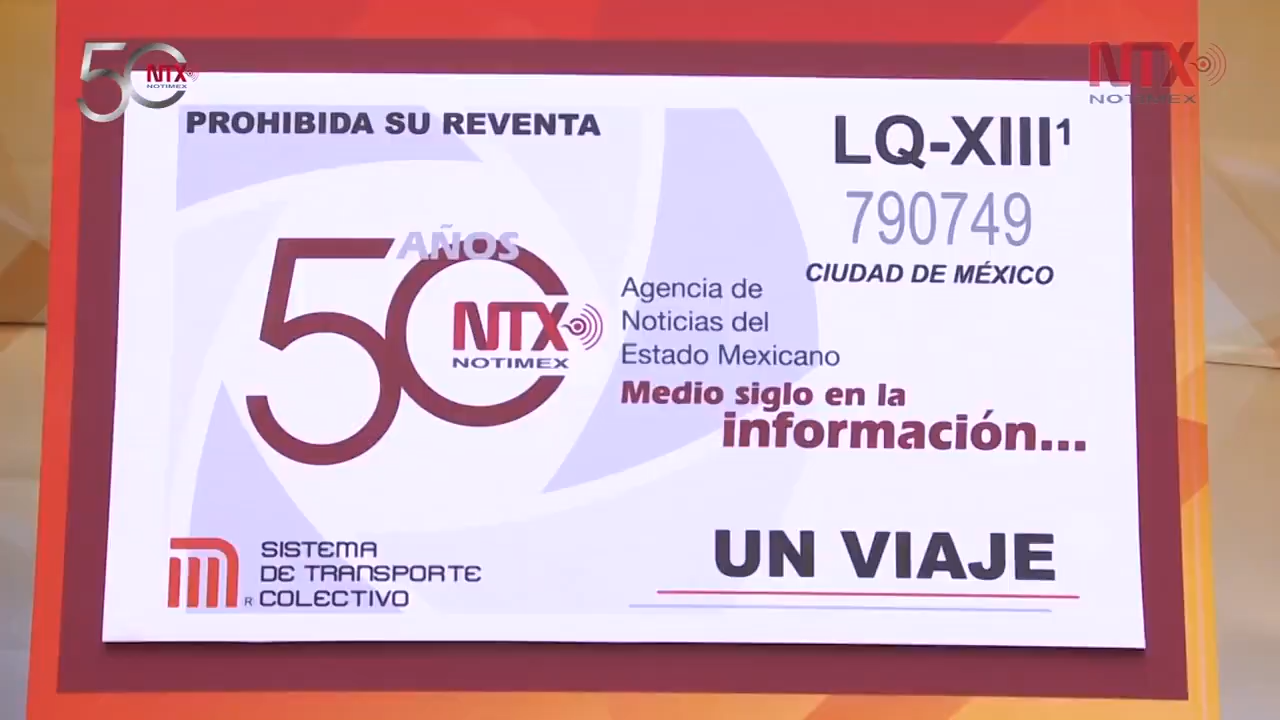 50 NTX
NOTIMEX
NTX
NOTIMEX
PROHIBIDA SU REVENTA
LQ-XIII¹
790749
CIUDAD DE MÉXICO
50 AÑOS
NTX
NOTIMEX
Agencia de
Noticias del
Estado Mexicano
Medio siglo en la
información...
SISTEMA
DE TRANSPORTE
COLECTIVO
R
UN VIAJE